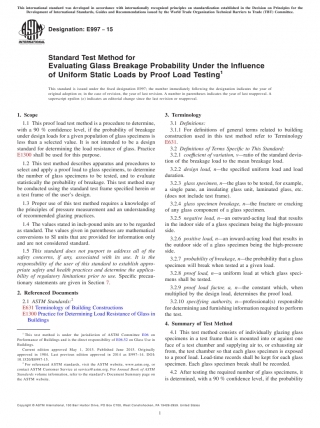 This international standard was developed in accordance with internationally recognized principles on standardization established in the Decision on Principles for the
Development of International Standards, Guides and Recommendations issued by the World Trade Organization Technical Barriers to Trade (TBT) Committee.
Designation: E997 − 15
INTERNATIONAL
Standard Test Method for
Evaluating Glass Breakage Probability Under the Influence
of Uniform Static Loads by Proof Load Testing1
This standard is issued under the fixed designation E997; the number immediately following the designation indicates the year of
original adoption or, in the case of revision, the year of last revision. A number in parentheses indicates the year of last reapproval. A
superscript epsilon (ε) indicates an editorial change since the last revision or reapproval.
1. Scope
1.1 This proof load test method is a procedure to determine,
with a 90 % confidence level, if the probability of breakage
under design loads for a given population of glass specimens is
less than a selected value. It is not intended to be a design
standard for determining the load resistance of glass. Practice
E1300 shall be used for this purpose.
1.2 This test method describes apparatus and procedures to
select and apply a proof load to glass specimens, to determine
the number of glass specimens to be tested, and to evaluate
statistically the probability of breakage. This test method may
be conducted using the standard test frame specified herein or
a test frame of the user's design.
1.3 Proper use of this test method requires a knowledge of
the principles of pressure measurement and an understanding
of recommended glazing practices.
1.4 The values stated in inch-pound units are to be regarded
as standard. The values given in parentheses are mathematical
conversions to SI units that are provided for information only
and are not considered standard.
1.5 This standard does not purport to address all of the
safety concerns, if any, associated with its use. It is the
responsibility of the user of this standard to establish appro-
priate safety and health practices and determine the applica-
bility of regulatory limitations prior to use. Specific precau-
tionary statements are given in Section 7.
2. Referenced Documents
2.1 ASTM Standards:2
E631 Terminology of Building Constructions
E1300 Practice for Determining Load Resistance of Glass in
Buildings
1 This test method is under the jurisdiction of ASTM Committee E06 on
Performance of Buildings and is the direct responsibility of E06.52 on Glass Use in
Buildings.
Current edition approved May 1, 2015. Published June 2015. Originally
approved in 1984. Last previous edition approved in
2 For referenced ASTM standards, visit the ASTM website, www.astm.org, or
contact ASTM Customer Service at service@astm.org. For Annual Book of ASTM
Standards volume information, refer to the standard's Document Summary page on
the ASTM website.
3. Terminology
3.1 Definitions:
3.1.1 For definitions of general terms related to building
construction used in this test method refer to Terminology
E631.
3.2 Definitions of Terms Specific to This Standard:
3.2.1 coefficient of variation, v—ratio of the standard devia-
tion of the breakage load to the mean breakage load.
3.2.2 design load, n—the specified uniform load and load
duration.
3.2.3 glass specimen, n—the glass to be tested, for example,
a single pane, an insulating glass unit, laminated glass, etc.
(does not include test frame).
3.2.4 glass specimen breakage, n—the fracture or cracking
of any glass component of a glass specimen.
3.2.5 negative load, n—an outward-acting load that results
in the indoor side of a glass specimen being the high-pressure
side.
3.2.6 positive load, n—an inward-acting load that results in
the outdoor side of a glass specimen being the high-pressure
side.
3.2.7 probability of breakage, n—the probability that a glass
specimen will break when tested at a given load.
3.2.8 proof load, n—a uniform load at which glass speci-
mens shall be tested.
3.2.9 proof load factor, a, n—the constant which, when
multiplied by the design load, determines the proof load.
3.2.10 specifying authority, n—professional(s) responsible
for determining and furnishing information required to perform
the test.
4. Summary of Test Method
4.1 This test method consists of individually glazing glass
specimens in a test frame that is mounted into or against one
face of a test chamber and supplying air to, or exhausting air
from, the test chamber so that each glass specimen is exposed
to a proof load. Load-time records shall be kept for each glass
specimen. Each glass specimen break shall be recorded.
4.2 After testing the required number of glass specimens, it
is determined, with a 90 % confidence level, if the probability
Copyright © ASTM International, 100 Barr Harbor Drive, PO Box C700, West Conshohocken, PA 19428-2959. United States
1